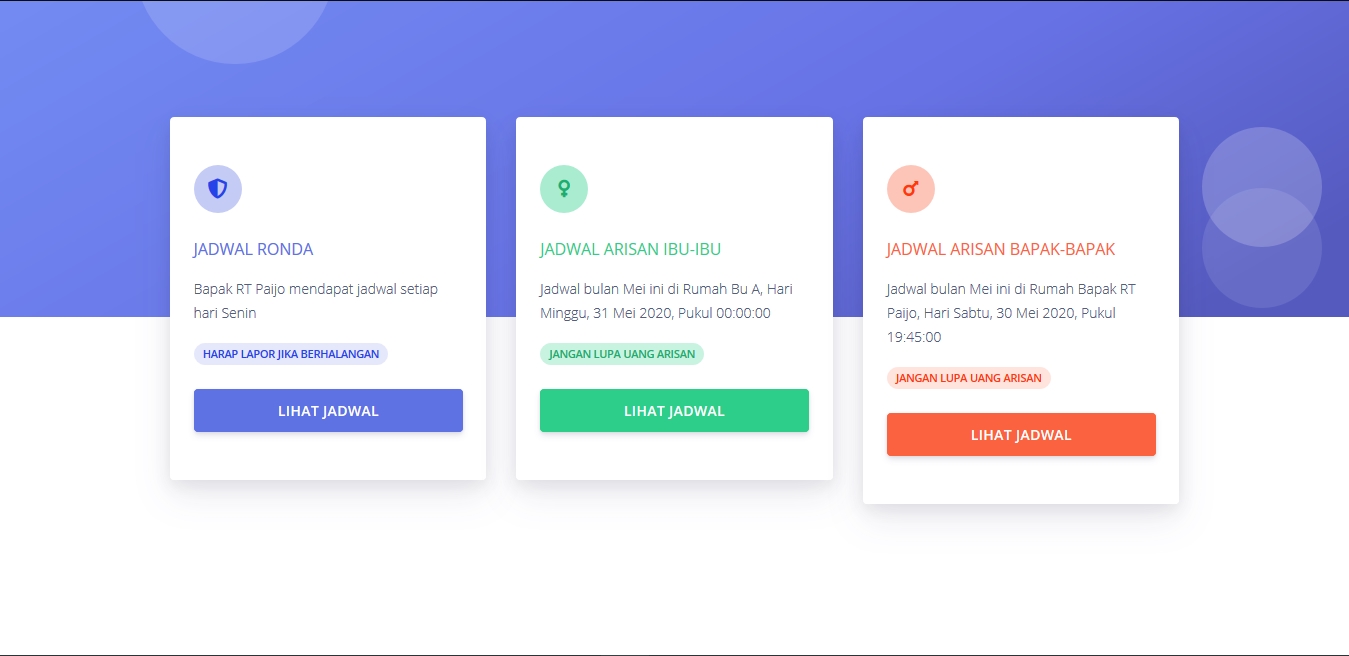 JADWAL RONDA
Bapak RT Paijo mendapat jadwal setiap
hari Senin
HARAP LAPOR JIKA BERHALANGAN
LIHAT JADWAL
JADWAL ARISAN IBU-IBU
Jadwal bulan Mei ini di Rumah Bu A, Hari
Minggu, 31 Mei 2020, Pukul 00:00:00
JANGAN LUPA UANG ARISAN
LIHAT JADWAL
JADWAL ARISAN BAPAK-BAPAK
Jadwal bulan Mei ini di Rumah Bapak RT
Paijo, Hari Sabtu, 30 Mei 2020, Pukul
19:45:00
JANGAN LUPA UANG ARISAN
LIHAT JADWAL